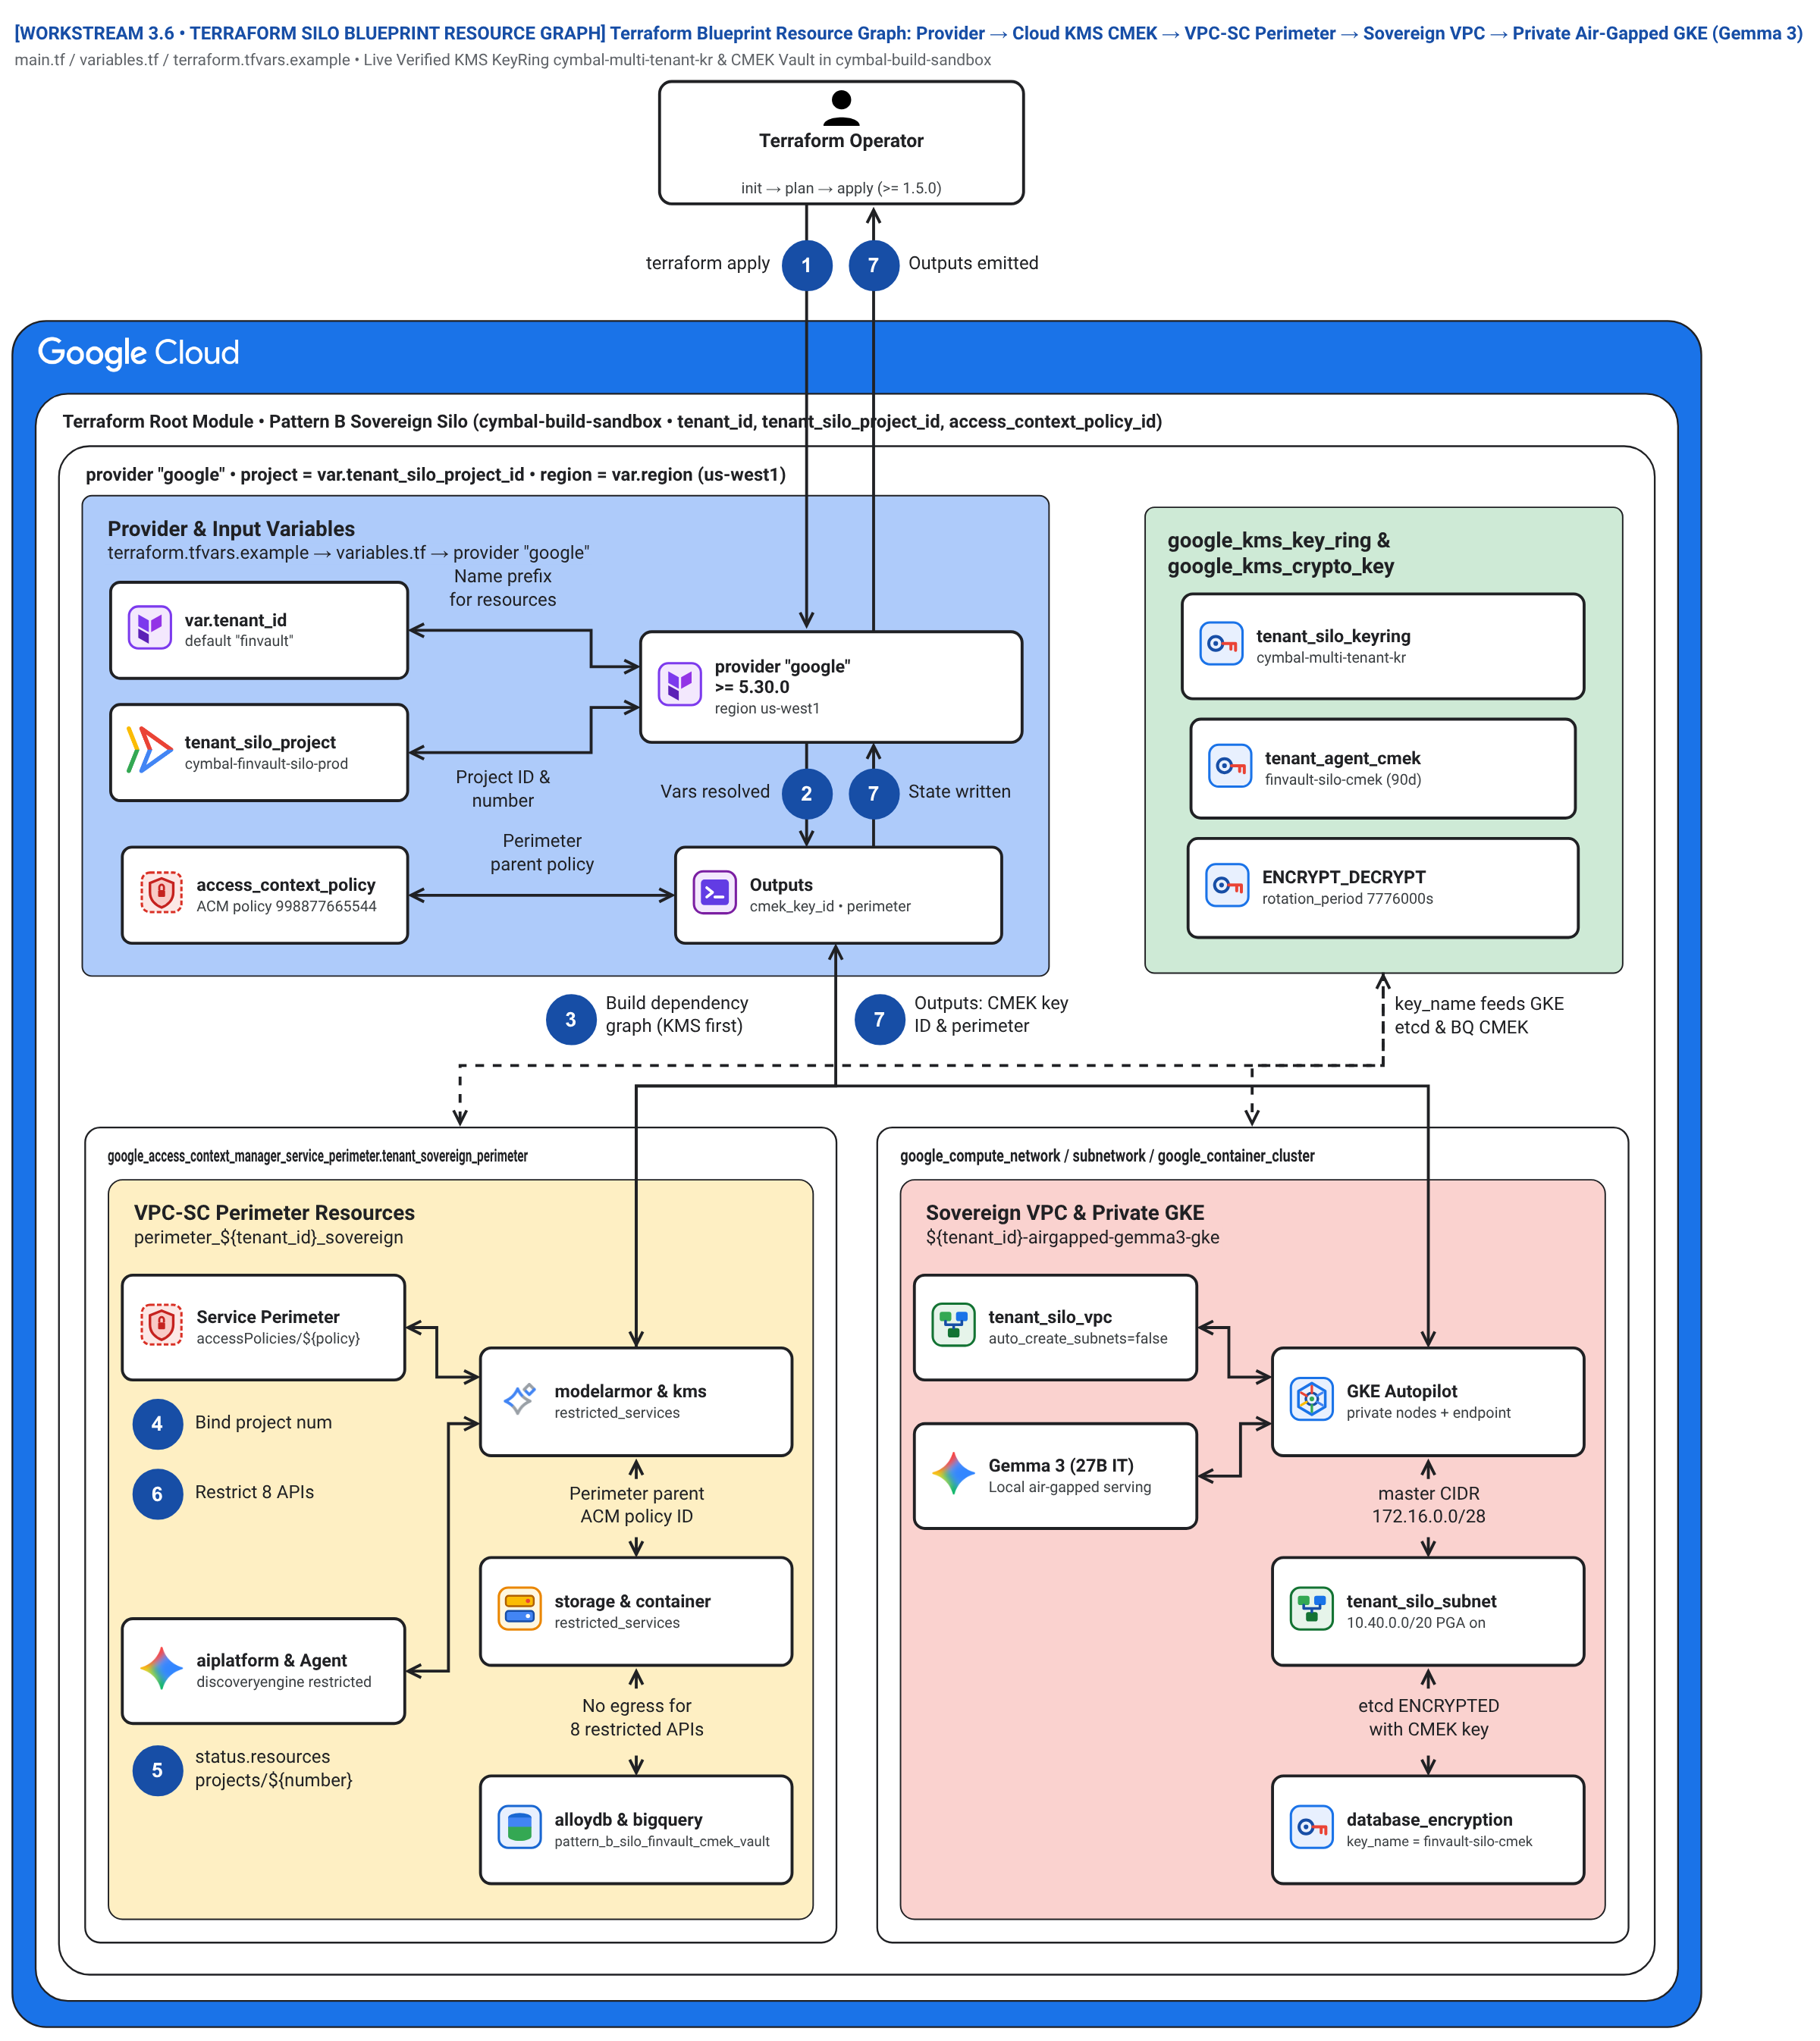 [WORKSTREAM 3.6 • TERRAFORM SILO BLUEPRINT RESOURCE GRAPH] Terraform Blueprint Resource Graph: Provider → Cloud KMS CMEK → VPC-SC Perimeter → Sovereign VPC → Private Air-Gapped GKE (Gemma 3)
main.tf / variables.tf / terraform.tfvars.example • Live Verified KMS KeyRing cymbal-multi-tenant-kr & CMEK Vault in cymbal-build-sandbox
Terraform Operator
init → plan → apply (>= 1.5.0)
terraform apply
1
7
Outputs emitted
Google Cloud
Terraform Root Module • Pattern B Sovereign Silo (cymbal-build-sandbox • tenant_id, tenant_silo_project_id, access_context_policy_id)
provider "google" • project = var.tenant_silo_project_id • region = var.region (us-west1)
Provider & Input Variables
terraform.tfvars.example → variables.tf → provider "google"
Name prefix
for resources
var.tenant_id
default "finvault"
provider "google"
>= 5.30.0
region us-west1
tenant_silo_project
cymbal-finvault-silo-prod
Project ID &
number
Vars resolved
2
7
State written
Perimeter
parent policy
access_context_policy
ACM policy 998877665544
Outputs
cmek_key_id • perimeter
google_kms_key_ring &
google_kms_crypto_key
tenant_silo_keyring
cymbal-multi-tenant-kr
tenant_agent_cmek
finvault-silo-cmek (90d)
ENCRYPT_DECRYPT
rotation_period 7776000s
3
Build dependency
graph (KMS first)
7
Outputs: CMEK key
ID & perimeter
key_name feeds GKE
etcd & BQ CMEK
google_access_context_manager_service_perimeter.tenant_sovereign_perimeter
VPC-SC Perimeter Resources
perimeter_${tenant_id}_sovereign
Service Perimeter
accessPolicies/${policy}
4
Bind project num
6
Restrict 8 APIs
modelarmor & kms
restricted_services
Perimeter parent
ACM policy ID
storage & container
restricted_services
aiplatform & Agent
discoveryengine restricted
No egress for
8 restricted APIs
5
status.resources
projects/${number}
alloydb & bigquery
pattern_b_silo_finvault_cmek_vault
google_compute_network / subnetwork / google_container_cluster
Sovereign VPC & Private GKE
${tenant_id}-airgapped-gemma3-gke
tenant_silo_vpc
auto_create_subnets=false
GKE Autopilot
private nodes + endpoint
Gemma 3 (27B IT)
Local air-gapped serving
master CIDR
172.16.0.0/28
tenant_silo_subnet
10.40.0.0/20 PGA on
etcd ENCRYPTED
with CMEK key
database_encryption
key_name = finvault-silo-cmek